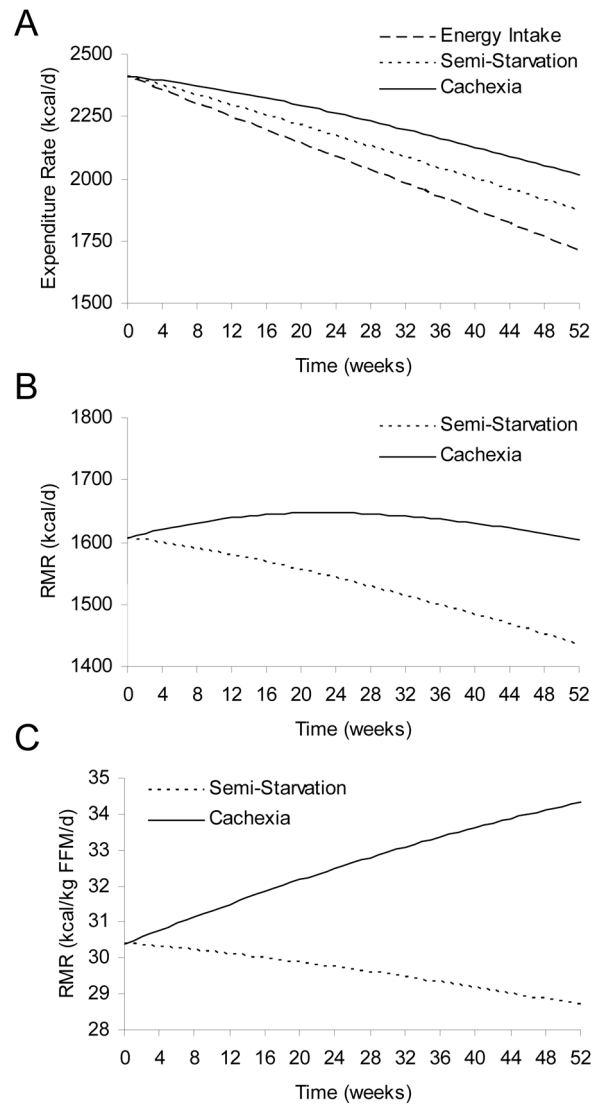 A
Energy Intake
Semi-Starvation
Cachexia
Expenditure Rate (kcal/d)
2500
2250
2000
1750
1500
0 4 8 12 16 20 24 28 32 36 40 44 48 52
Time (weeks)
B
Semi-Starvation
Cachexia
RMR (kcal/d)
1800
1700
1600
1500
1400
0 4 8 12 16 20 24 28 32 36 40 44 48 52
Time (weeks)
C
Semi-Starvation
Cachexia
RMR (kcal/kg FFM/d)
35
34
33
32
31
30
29
28
0 4 8 12 16 20 24 28 32 36 40 44 48 52
Time (weeks)